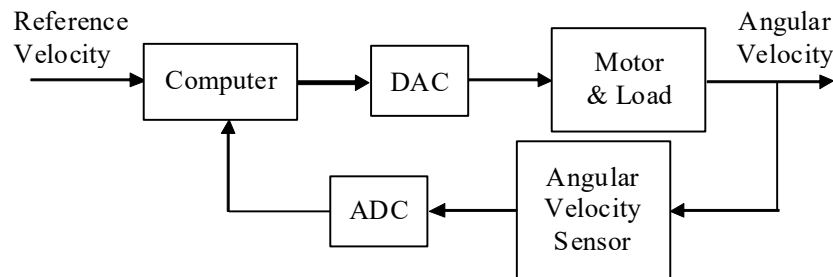 Reference
Velocity
Computer
DAC
Motor
& Load
Angular
Velocity
ADC
Angular
Velocity
Sensor